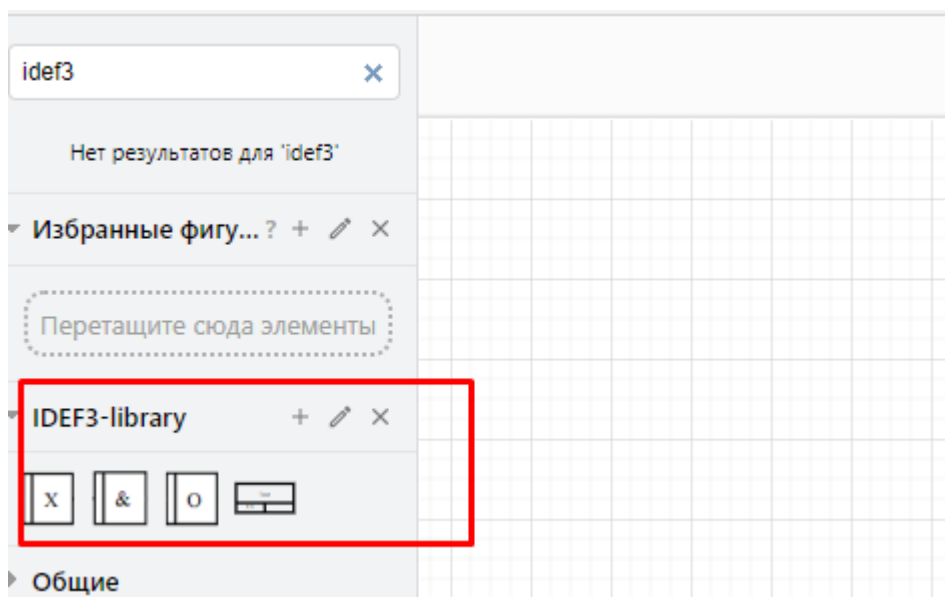 idef3
Нет результатов для 'idef3'
Избранные фигу... ?
Перетащите сюда элементы
IDEF3-library
X & O
Общие